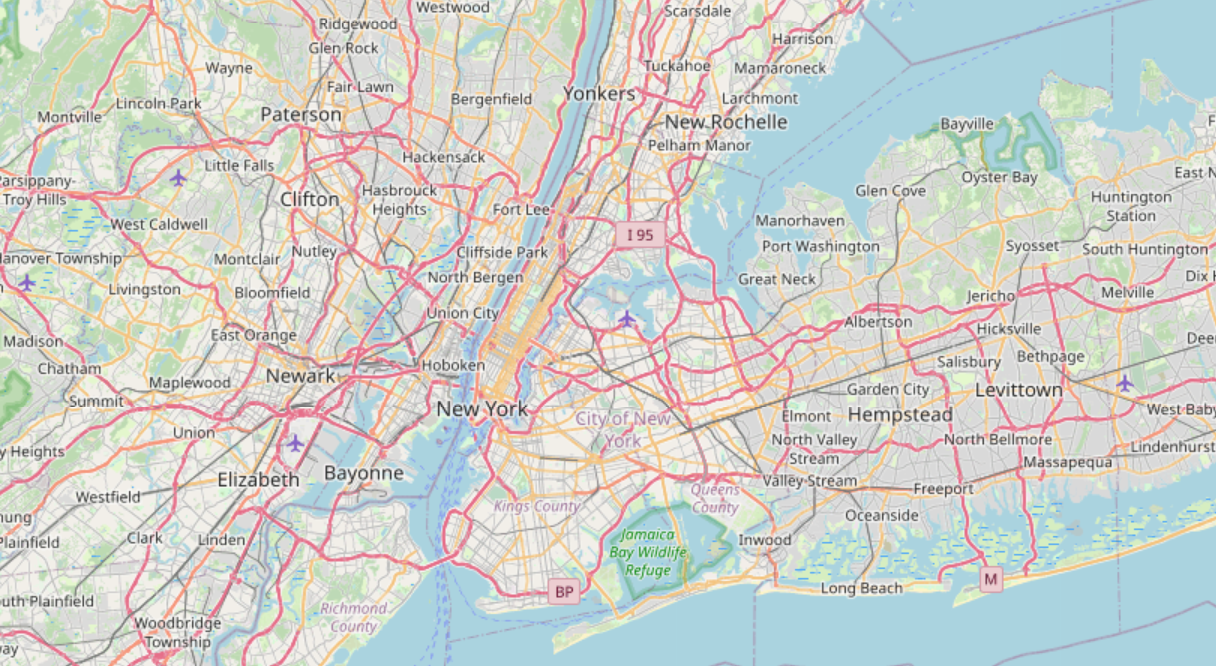 Westwood
Scarsdale
Ridgewood
Harrison
Glen Rock
Wayne
Tuckahoe
Mamaroneck
Fair Lawn
Yonkers
Bergenfield
Larchmont
Lincoln Park
Paterson
Montville
New Rochelle
Bayville
Pelham Manor
Hackensack
Little Falls
Oyster Bay
East N
arsippany-
Troy Hills
Hasbrouck
Heights
Glen Cove
Clifton
Huntington
Station
Fort Lee
West Caldwell
Manorhaven
I 95
Port Washington
Syosset
South Huntington
Nutley
Cliffside Park
anover Township
Montclair
North Bergen
Great Neck
Dix H
Livingston
Bloomfield
Jericho
Melville
Union City
Albertson
Hicksville
East Orange
Madison
Deer
Bethpage
Salisbury
Hoboken
Chatham
Newark
Maplewood
Garden City
Levittown
Summit
New York
City of New
York
Elmont
Hempstead
West Baby
Union
North Valley
Stream
North Bellmore
Lindenhurst
y Heights
Massapequa
Bayonne
Elizabeth
Valley Stream
Freeport
Westfield
Queens
County
Kings County
Oceanside
nung
Plainfield
Clark
Linden
Jamaica
Bay Wildlife
Refuge
Inwood
M
Long Beach
BP
outh Plainfield
Richmond
County
Woodbridge
Township
way